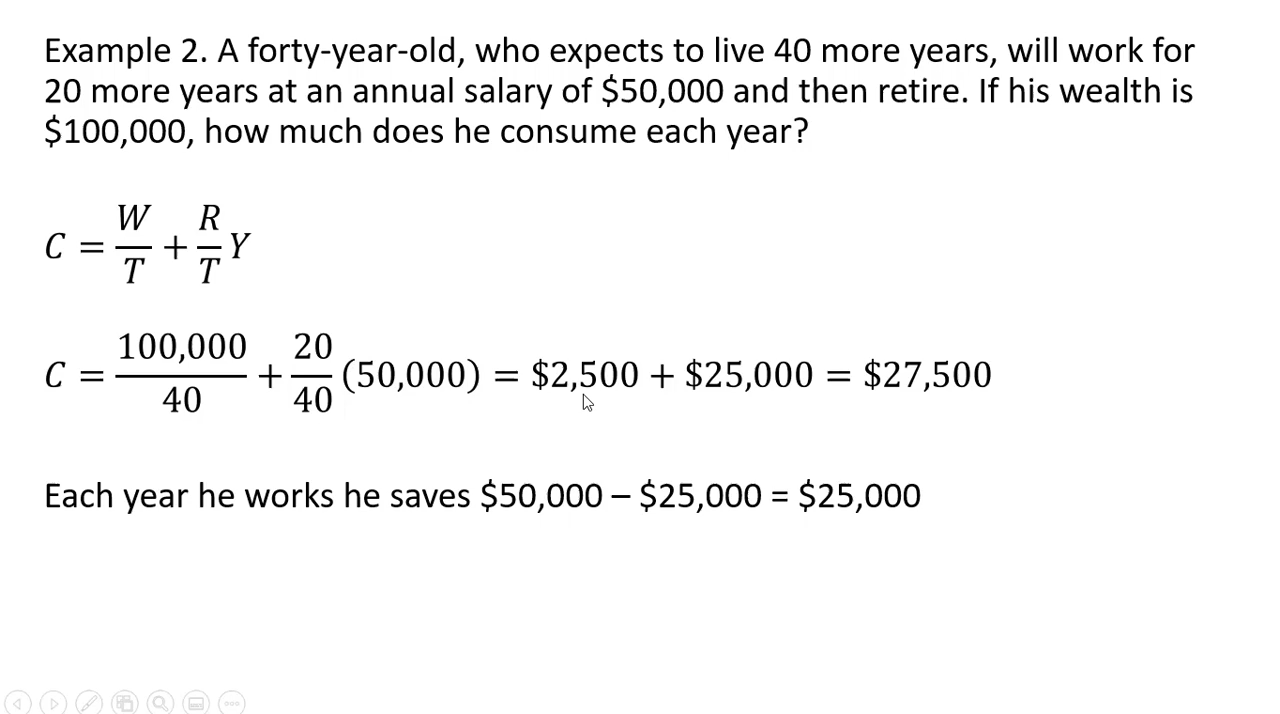 Example 2. A forty-year-old, who expects to live 40 more years, will work for
20 more years at an annual salary of $50,000 and then retire. If his wealth is
$100,000, how much does he consume each year?
C = W/T + R/T Y
C = 100,000/40 + 20/40 (50,000) = $2,500 + $25,000 = $27,500
Each year he works he saves $50,000 – $25,000 = $25,000